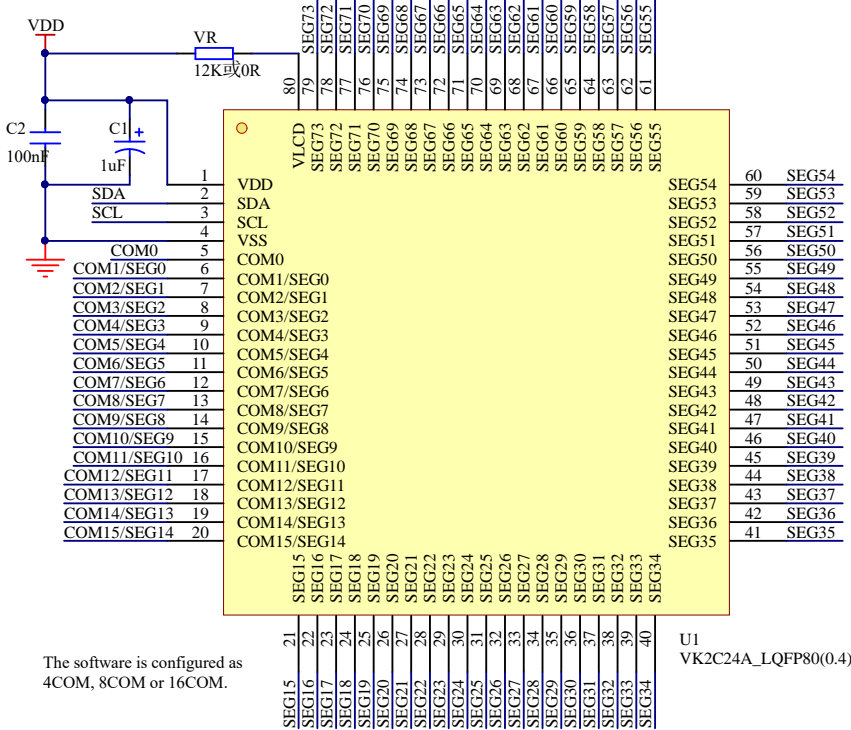 SEG73 SEG72 SEG71 SEG70 SEG69 SEG68 SEG67 SEG66 SEG65 SEG64 SEG63 SEG62 SEG61 SEG60 SEG59 SEG58 SEG57 SEG56 SEG55
VDD
VR
12K或0R
80 79 78 77 76 75 74 73 72 71 70 69 68 67 66 65 64 63 62 61
VLCD SEG73 SEG72 SEG71 SEG70 SEG69 SEG68 SEG67 SEG66 SEG65 SEG64 SEG63 SEG62 SEG61 SEG60 SEG59 SEG58 SEG57 SEG56 SEG55
C2
100nF
C1
+
1uF
1 VDD
SDA 2 SDA
SCL 3 SCL
4 VSS
COM0 5 COM0
COM1/SEG0 6 COM1/SEG0
COM2/SEG1 7 COM2/SEG1
COM3/SEG2 8 COM3/SEG2
COM4/SEG3 9 COM4/SEG3
COM5/SEG4 10 COM5/SEG4
COM6/SEG5 11 COM6/SEG5
COM7/SEG6 12 COM7/SEG6
COM8/SEG7 13 COM8/SEG7
COM9/SEG8 14 COM9/SEG8
COM10/SEG9 15 COM10/SEG9
COM11/SEG10 16 COM11/SEG10
COM12/SEG11 17 COM12/SEG11
COM13/SEG12 18 COM13/SEG12
COM14/SEG13 19 COM14/SEG13
COM15/SEG14 20 COM15/SEG14
SEG54 60 SEG54
SEG53 59 SEG53
SEG52 58 SEG52
SEG51 57 SEG51
SEG50 56 SEG50
SEG49 55 SEG49
SEG48 54 SEG48
SEG47 53 SEG47
SEG46 52 SEG46
SEG45 51 SEG45
SEG44 50 SEG44
SEG43 49 SEG43
SEG42 48 SEG42
SEG41 47 SEG41
SEG40 46 SEG40
SEG39 45 SEG39
SEG38 44 SEG38
SEG37 43 SEG37
SEG36 42 SEG36
SEG35 41 SEG35
SEG15 SEG16 SEG17 SEG18 SEG19 SEG20 SEG21 SEG22 SEG23 SEG24 SEG25 SEG26 SEG27 SEG28 SEG29 SEG30 SEG31 SEG32 SEG33 SEG34
21 22 23 24 25 26 27 28 29 30 31 32 33 34 35 36 37 38 39 40
SEG15 SEG16 SEG17 SEG18 SEG19 SEG20 SEG21 SEG22 SEG23 SEG24 SEG25 SEG26 SEG27 SEG28 SEG29 SEG30 SEG31 SEG32 SEG33 SEG34
U1
VK2C24A_LQFP80(0.4)
The software is configured as
4COM, 8COM or 16COM.